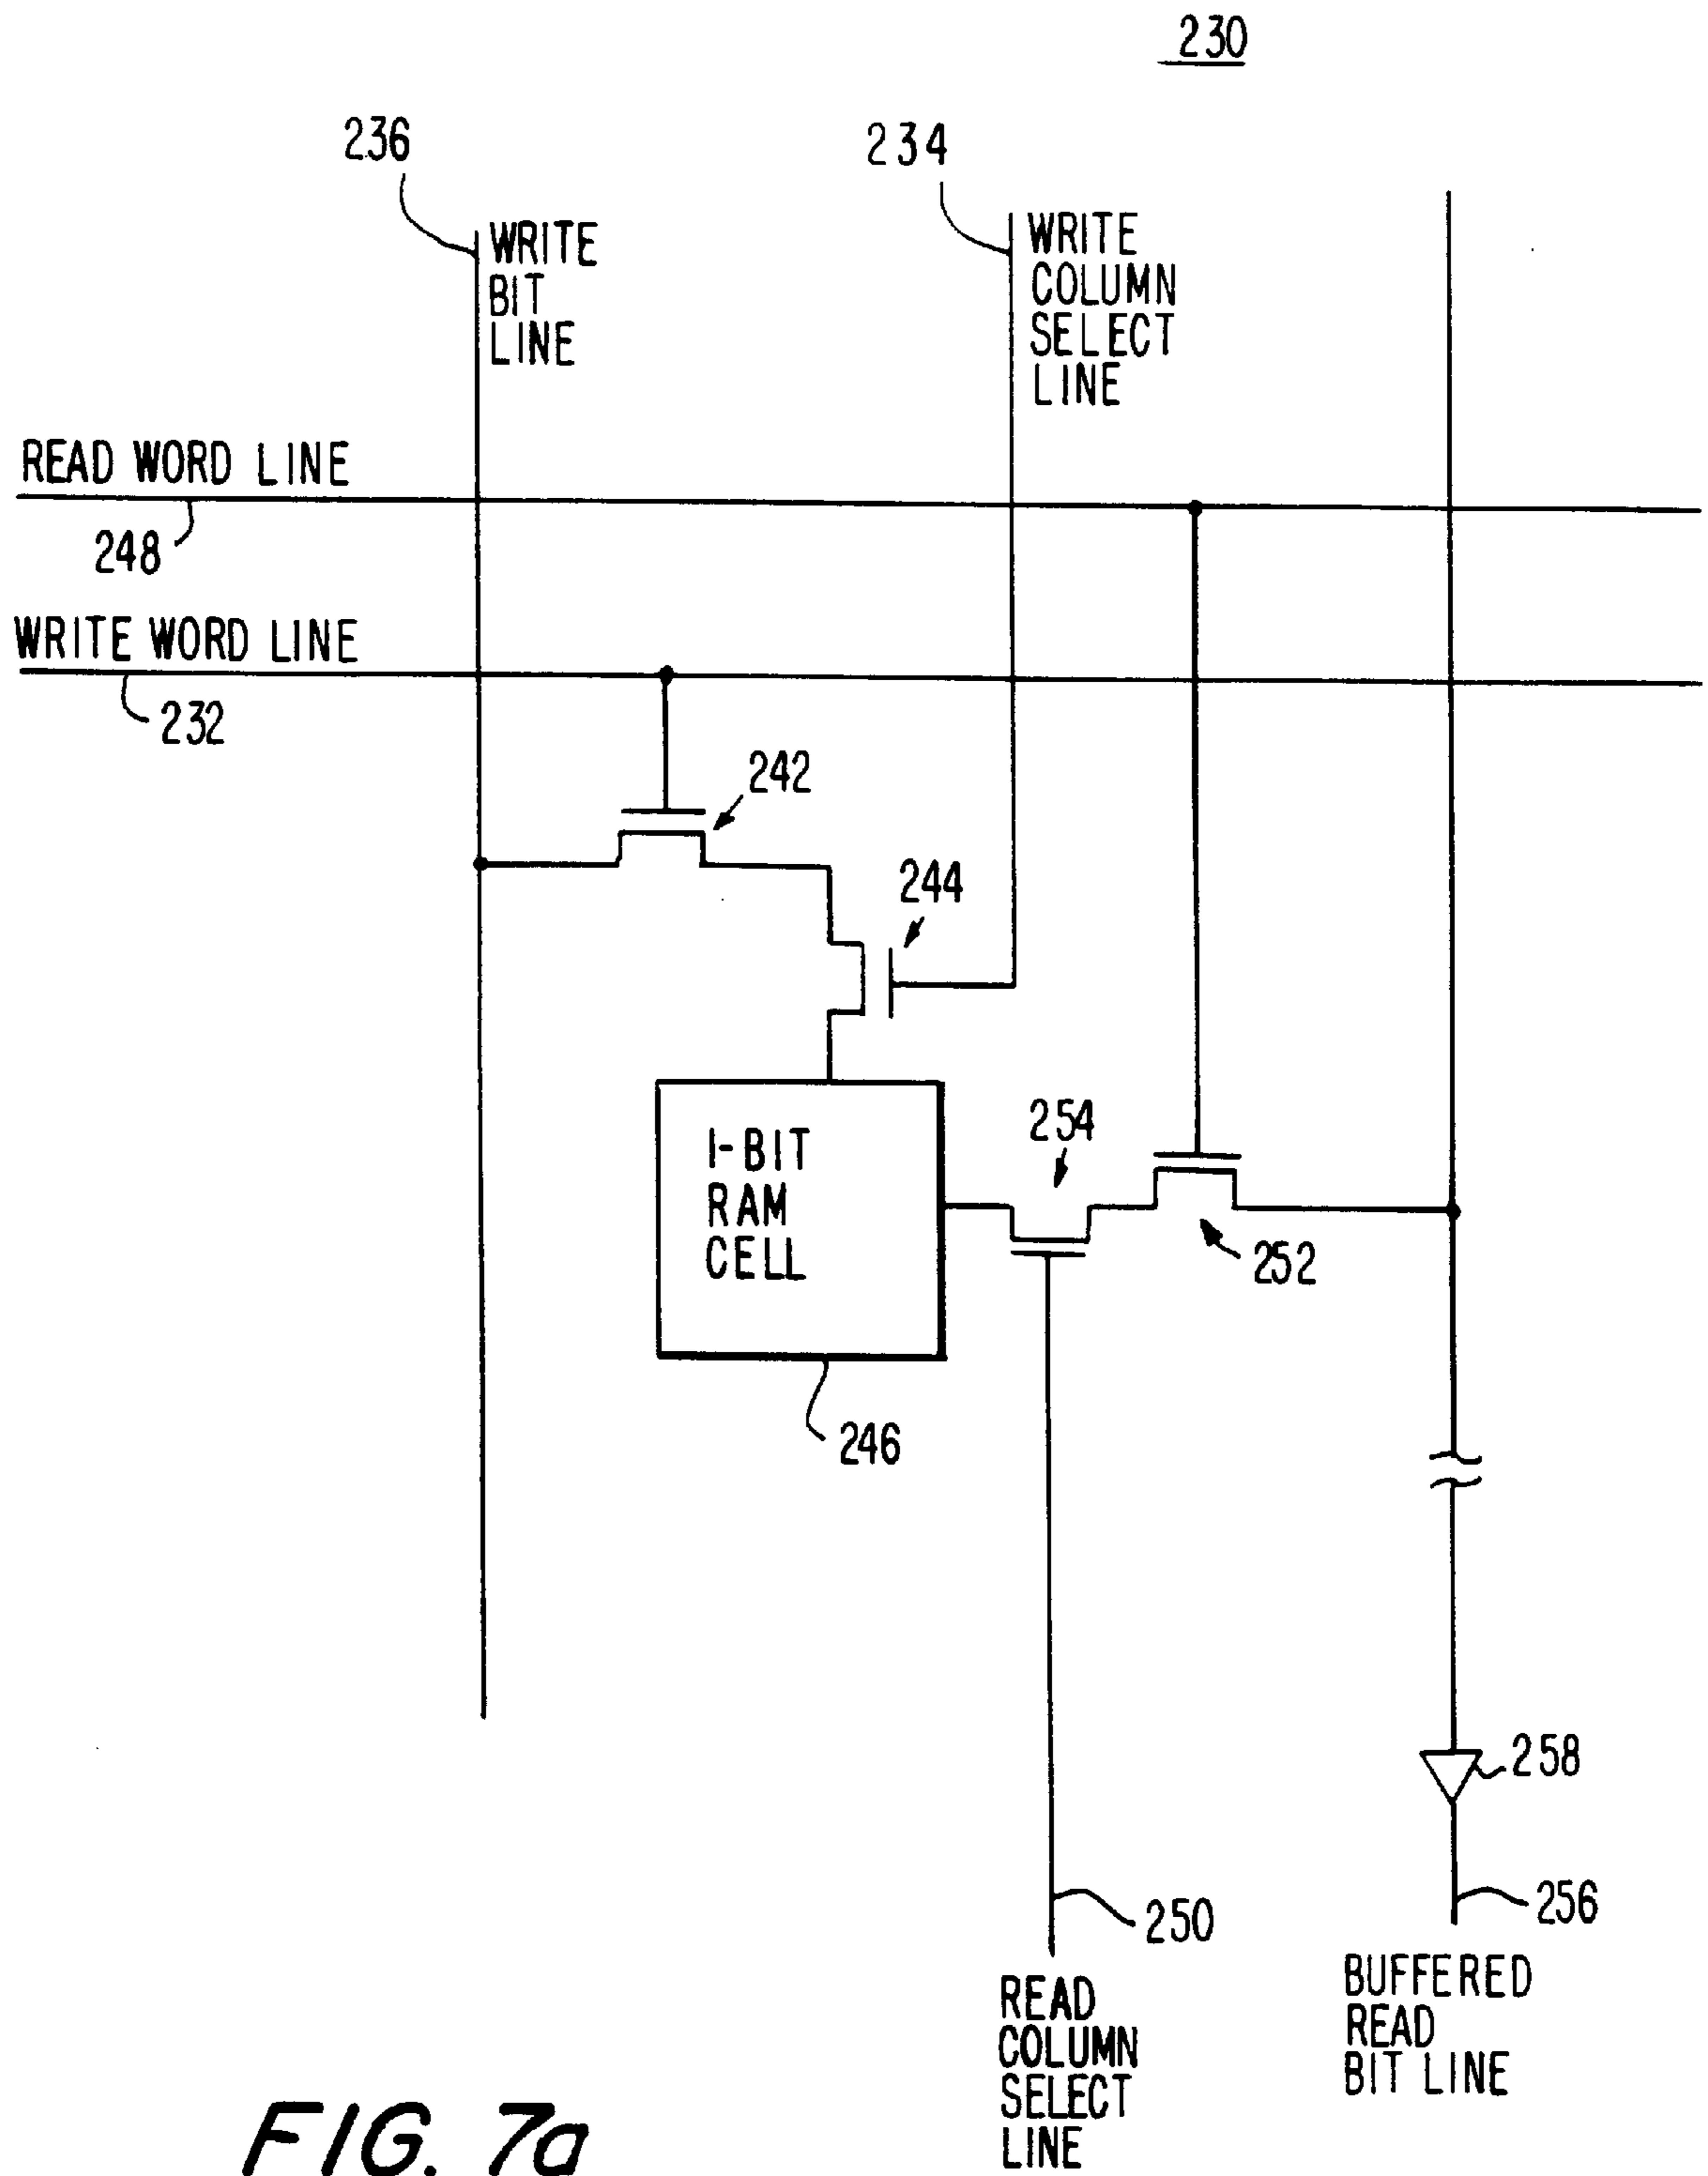 230
236
234
WRITE
BIT
LINE
WRITE
COLUMN
SELECT
LINE
READ WORD LINE
248
WRITE WORD LINE
232
242
244
1-BIT
RAM
CELL
254
252
246
258
250
256
READ
COLUMN
SELECT
LINE
BUFFERED
READ
BIT LINE
FIG. 7a